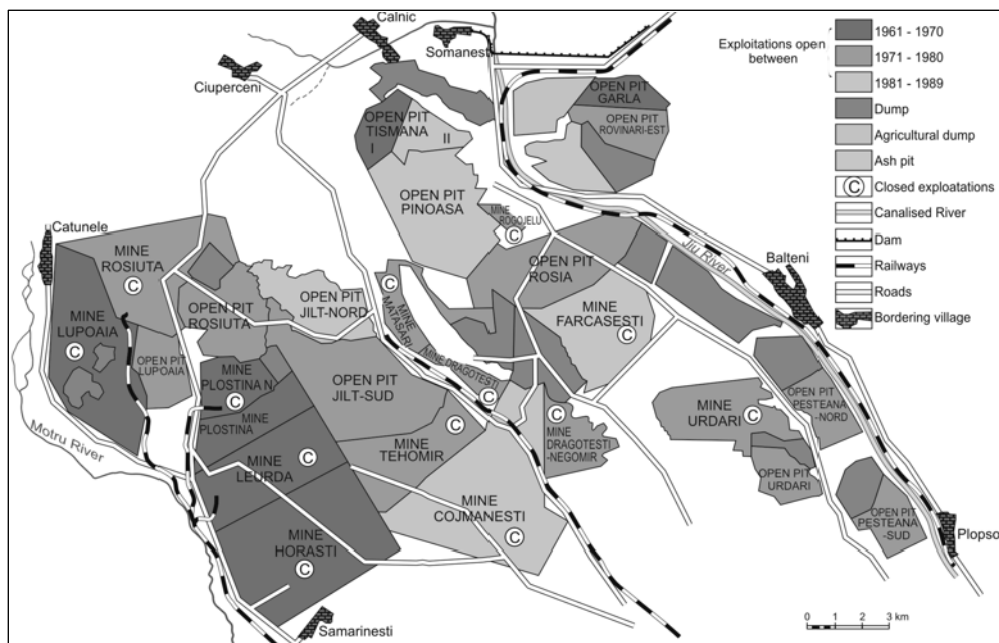 Calnic
Somanesti
Ciuperceni
Exploitations open
between
1961 - 1970
1971 - 1980
1981 - 1989
Dump
Agricultural dump
Ash pit
C
Closed exploatations
Canalised River
Dam
Railways
Roads
Bordering village
OPEN PIT
GARLA
OPEN PIT
ROVINARI-EST
OPEN PIT
TISMANA
I
II
OPEN PIT
PINOASA
MINE
ROGOJELU
C
Catunele
MINE
ROSIUTA
C
OPEN PIT
ROSIUTA
OPEN PIT
JILT-NORD
C
MINE
MATASARI
OPEN PIT
ROSIA
Jiu River
Balteni
MINE
FARCASESTI
C
MINE
LUPOAIA
C
OPEN PIT
LUPOAIA
MINE
PLOSTINA N
C
MINE
PLOSTINA
OPEN PIT
JILT-SUD
MINE DRAGOTESTI
C
MINE
DRAGOTESTI
-NEGOMIR
C
MINE
URDARI
C
OPEN PIT
PESTEANA
-NORD
Motru River
MINE
LEURDA
C
MINE
TEHOMIR
C
OPEN PIT
URDARI
MINE
COJMANESTI
C
OPEN PIT
PESTEANA
-SUD
Plopso
MINE
HORASTI
C
Samarinesti
0 1 2 3 km